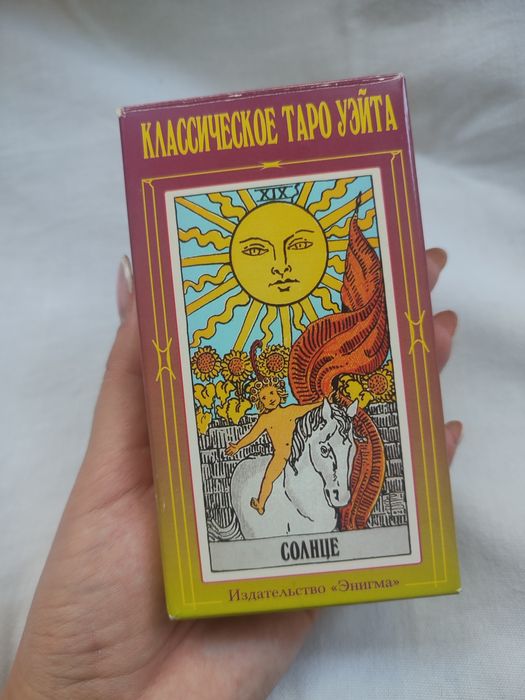 КЛАССИЧЕСКОЕ ТАРО УЭЙТА
XIX
СОЛНЦЕ
Издательство «Энигма»